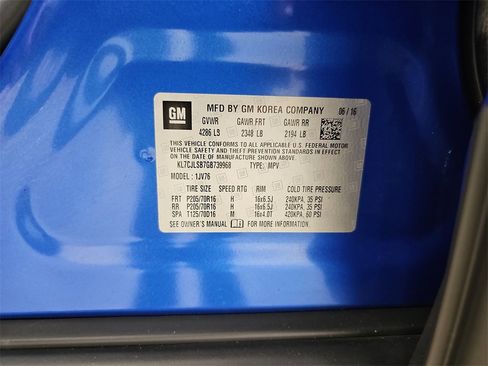 GM
MFD BY GM KOREA COMPANY 06/16
GVWR GAWR FRT GAWR RR
4286 LB 2348 LB 2194 LB
THIS VEHICLE CONFORMS TO ALL APPLICABLE U.S. FEDERAL MOTOR
VEHICLE SAFETY AND THEFT PREVENTION STANDARDS IN EFFECT ON
THE DATE OF MANUFACTURE SHOWN ABOVE.
KL7CJLSB7GB739968 TYPE: MPV
MODEL: 1JV76
TIRE SIZE SPEED RTG RIM COLD TIRE PRESSURE
FRT P205/70R16 H 16x6.5J 240KPA, 35 PSI
RR P205/70R16 H 16x6.5J 240KPA, 35 PSI
SPA T125/70D16 M 16x4.0T 420KPA, 60 PSI
SEE OWNER'S MANUAL FOR MORE INFORMATION.